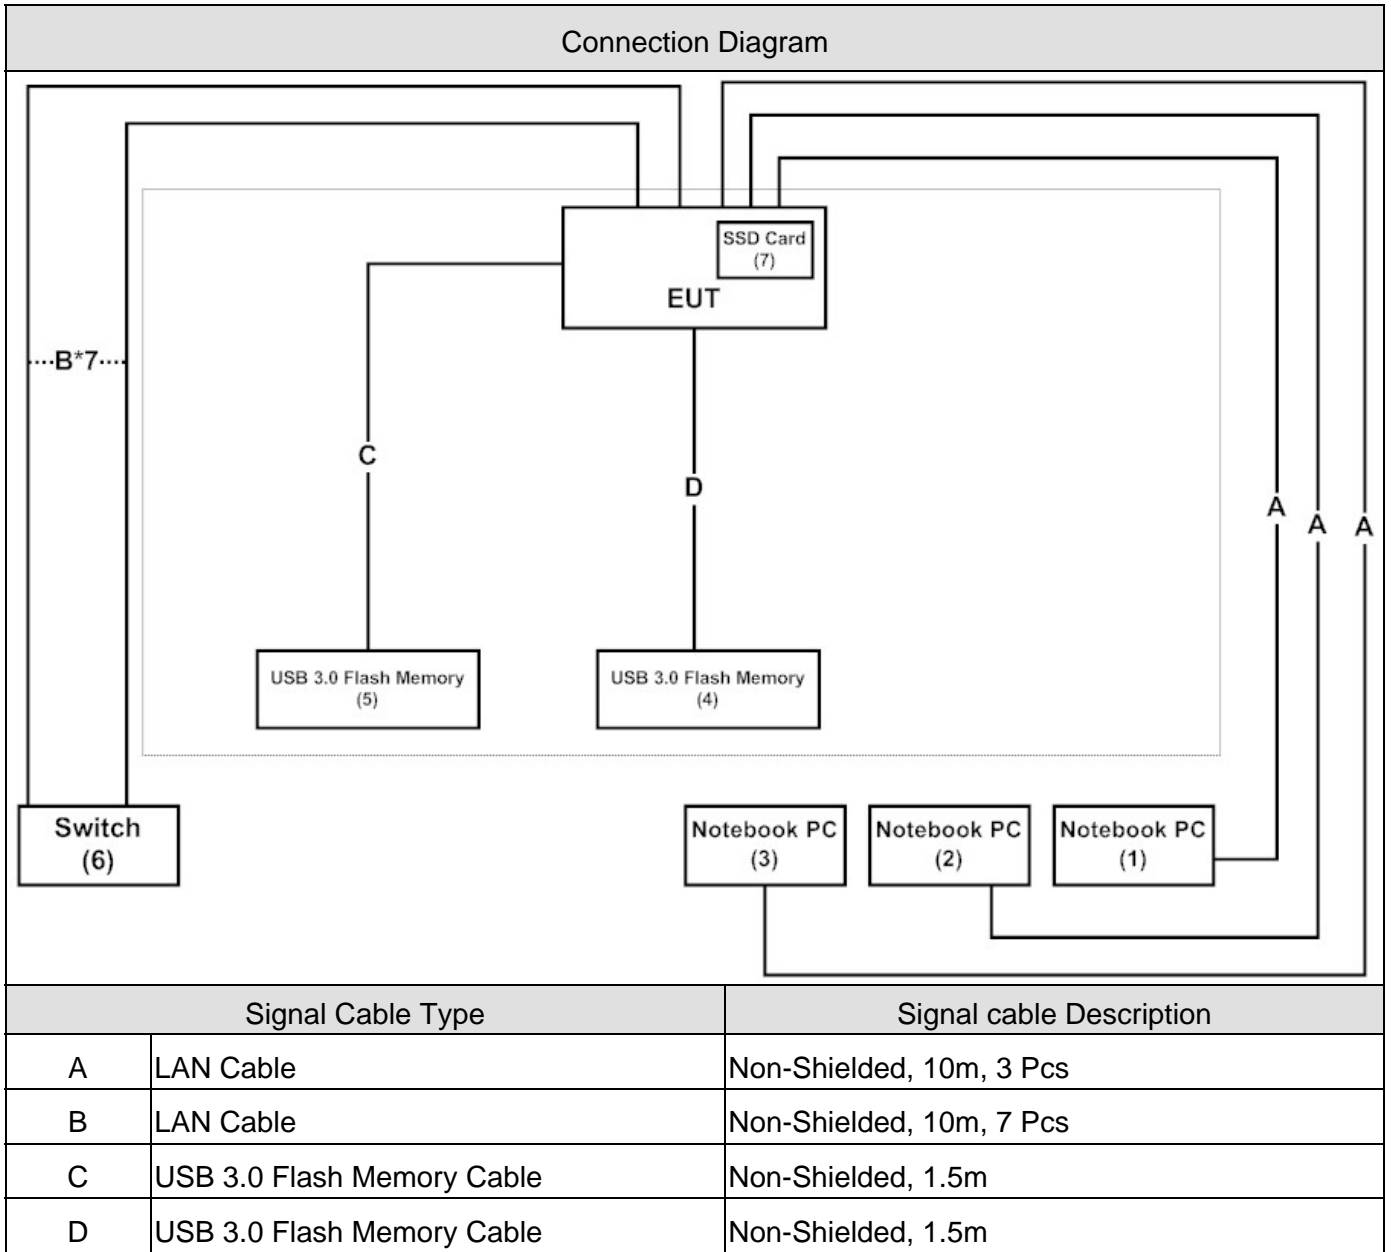 Connection Diagram
SSD Card
(7)
EUT
B*7
C
D
A
A
A
USB 3.0 Flash Memory
(5)
USB 3.0 Flash Memory
(4)
Switch
(6)
Notebook PC
(3)
Notebook PC
(2)
Notebook PC
(1)
Signal Cable Type Signal cable Description
A LAN Cable Non-Shielded, 10m, 3 Pcs
B LAN Cable Non-Shielded, 10m, 7 Pcs
C USB 3.0 Flash Memory Cable Non-Shielded, 1.5m
D USB 3.0 Flash Memory Cable Non-Shielded, 1.5m